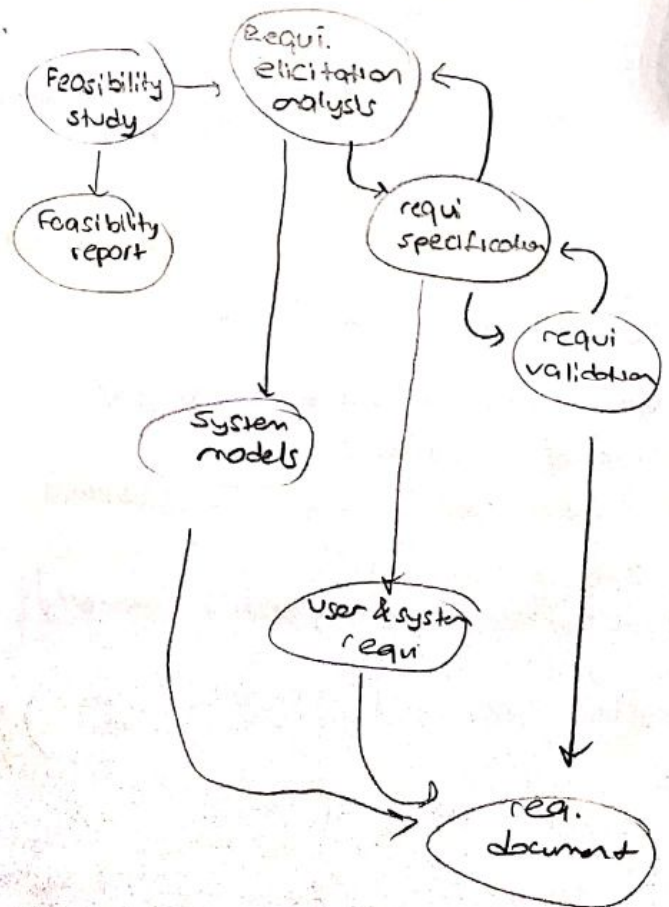 Feasibility
study
Requi.
elicitation
analysis
Feasibility
report
requi
specification
requi
validation
System
models
user & system
requi
req.
document